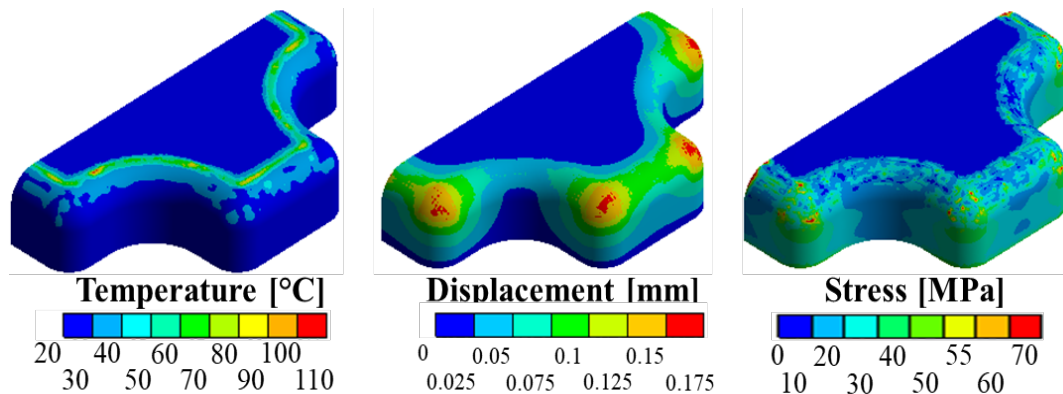 Temperature [°C]
20 40 60 80 100
30 50 70 90 110
Displacement [mm]
0 0.05 0.1 0.15
0.025 0.075 0.125 0.175
Stress [MPa]
0 20 40 55 70
10 30 50 60